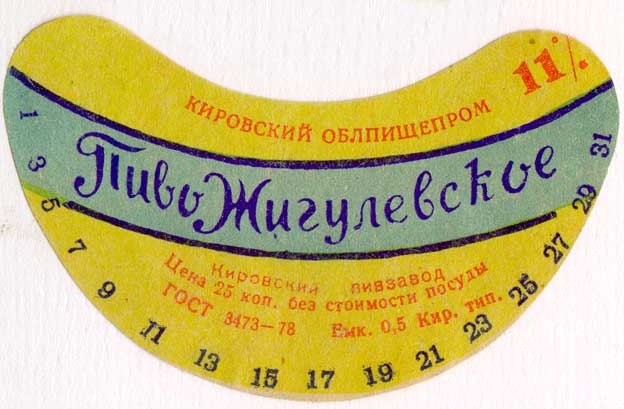 11%
КИРОВСКИЙ ОБЛПИЩЕПРОМ
Пиво Жигулевское
Кировский пивзавод
Цена 25 коп. без стоимости посуды
ГОСТ 3473—78 Емк. 0,5 Кир. тип.
1 3 5 7 9 11 13 15 17 19 21 23 25 27 29 31